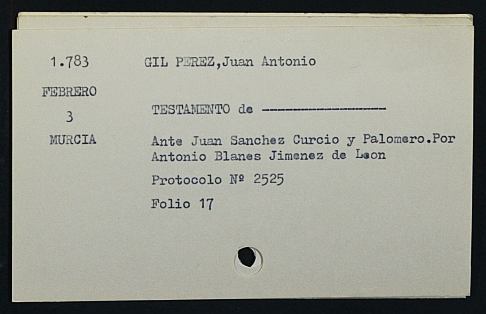 1.783 GIL PEREZ,Juan Antonio
FEBRERO
3 TESTAMENTO de --------------------
MURCIA Ante Juan Sanchez Curcio y Palomero.Por
Antonio Blanes Jimenez de Leon
Protocolo Nº 2525
Folio 17